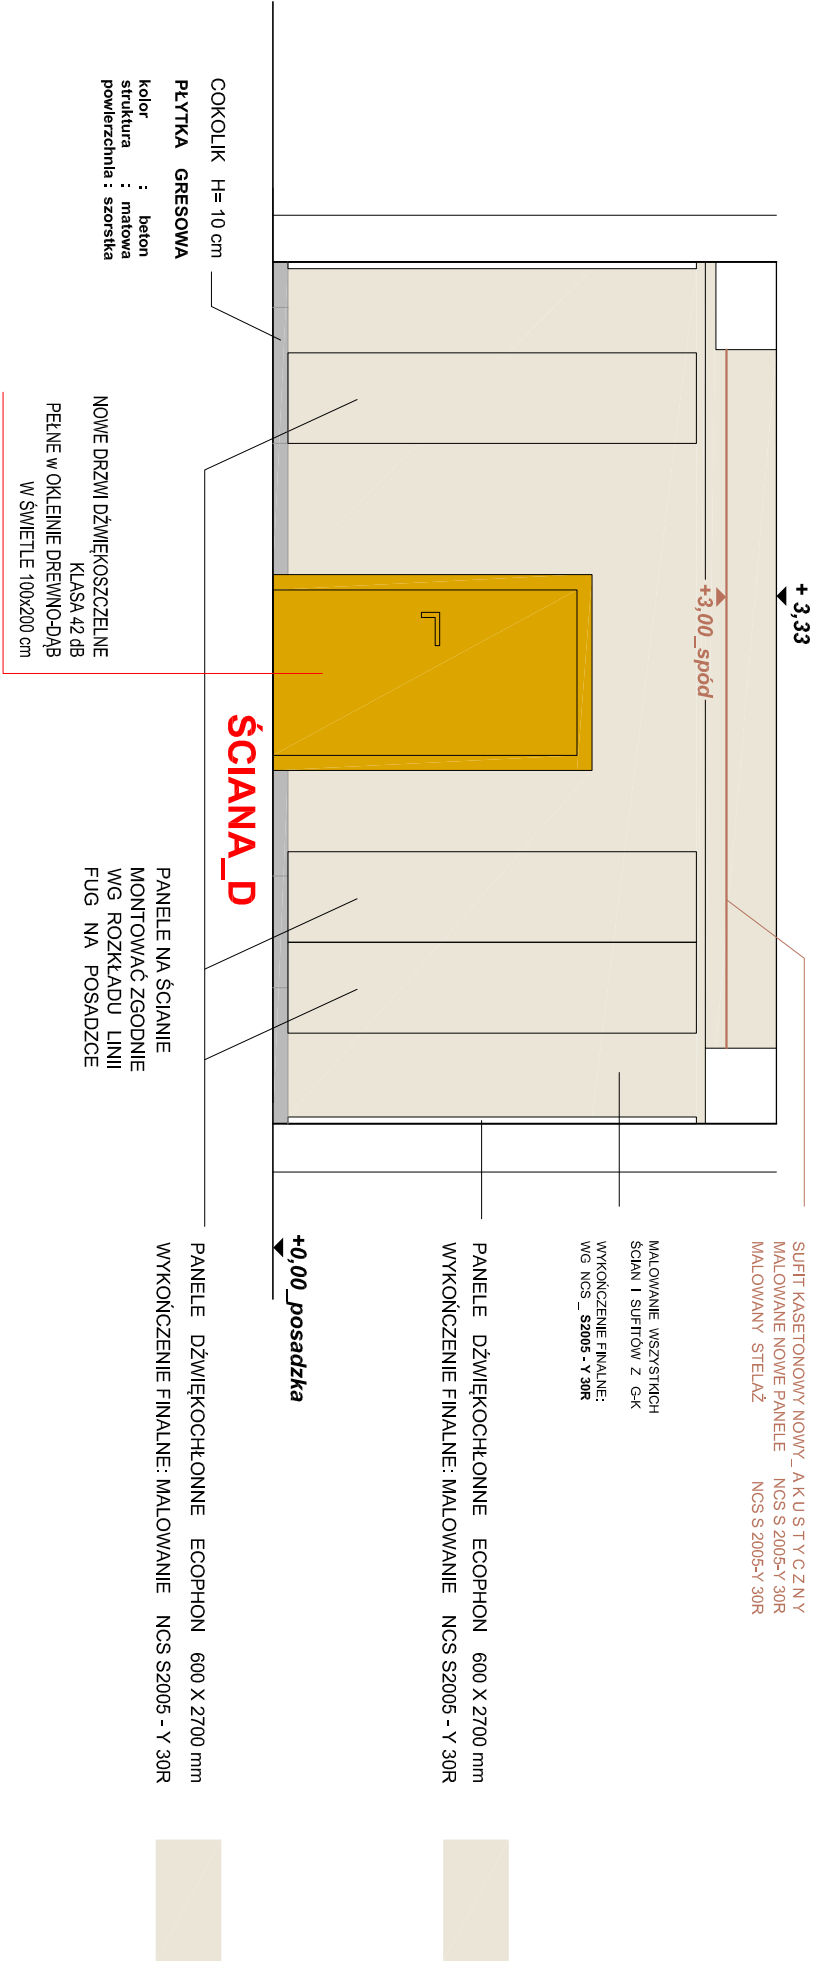 SUFIT KASETONOWY NOWY_ A K U S T Y C Z N Y
MALOWANE NOWE PANELE NCS S 2005-Y 30R
MALOWANY STELAŻ NCS S 2005-Y 30R
+ 3,33
+3,00_spód
MALOWANIE WSZYSTKICH
ŚCIAN I SUFITÓW Z G-K
WYKOŃCZENIE FINALNE:
WG NCS _ S2005 - Y 30R
PANELE DŹWIĘKOCHŁONNE ECOPHON 600 X 2700 mm
WYKOŃCZENIE FINALNE: MALOWANIE NCS S2005 - Y 30R
+0,00_posadzka
PANELE DŹWIĘKOCHŁONNE ECOPHON 600 X 2700 mm
WYKOŃCZENIE FINALNE: MALOWANIE NCS S2005 - Y 30R
COKOLIK H= 10 cm
PŁYTKA GRESOWA
kolor : beton
struktura : matowa
powierzchnia : szorstka
ŚCIANA_D
NOWE DRZWI DŹWIĘKOSZCZELNE
KLASA 42 dB
PEŁNE w OKLEINIE DREWNO-DĄB
W ŚWIETLE 100x200 cm
PANELE NA ŚCIANIE
MONTOWAĆ ZGODNIE
WG ROZKŁADU LINII
FUG NA POSADZCE